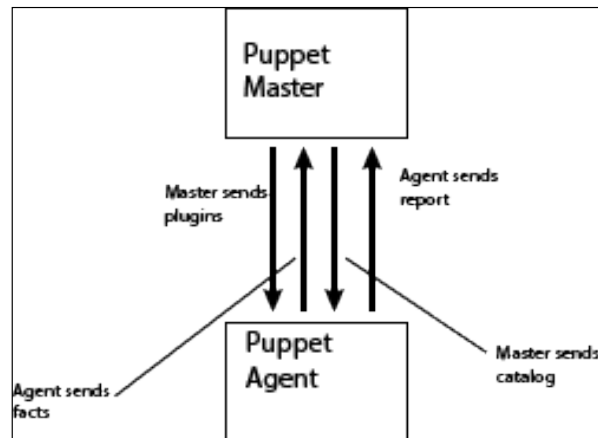 Puppet
Master
Master sends
plugins
Agent sends
report
Puppet
Agent
Master sends
catalog
Agent sends
facts